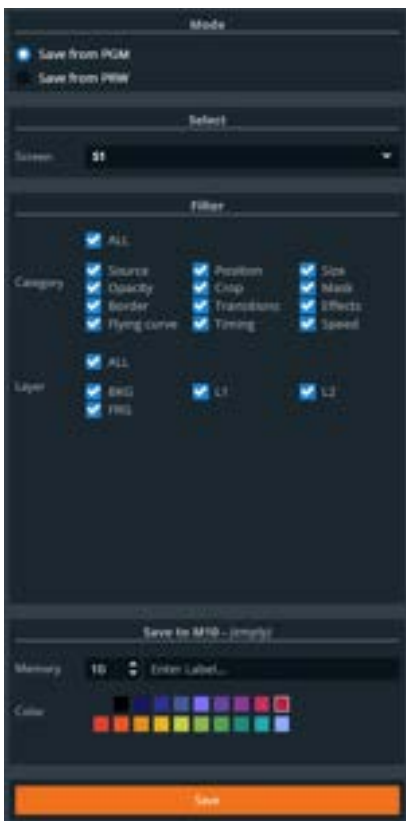 Mode
Save from PGM
Save from PRW
Select
Screen S1
Filter
ALL
Category
Source Position Size
Opacity Crop Mask
Border Transitions Effects
Flying curve Timing Speed
ALL
Layer
BKG L1 L2
FRG
Save to M10 - (empty)
Memory 10 Enter Label...
Color
Save